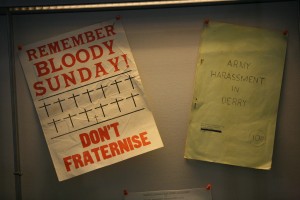 REMEMBER
BLOODY
SUNDAY!
DON'T
FRATERNISE
ARMY
HARASSMENT
IN
DERRY